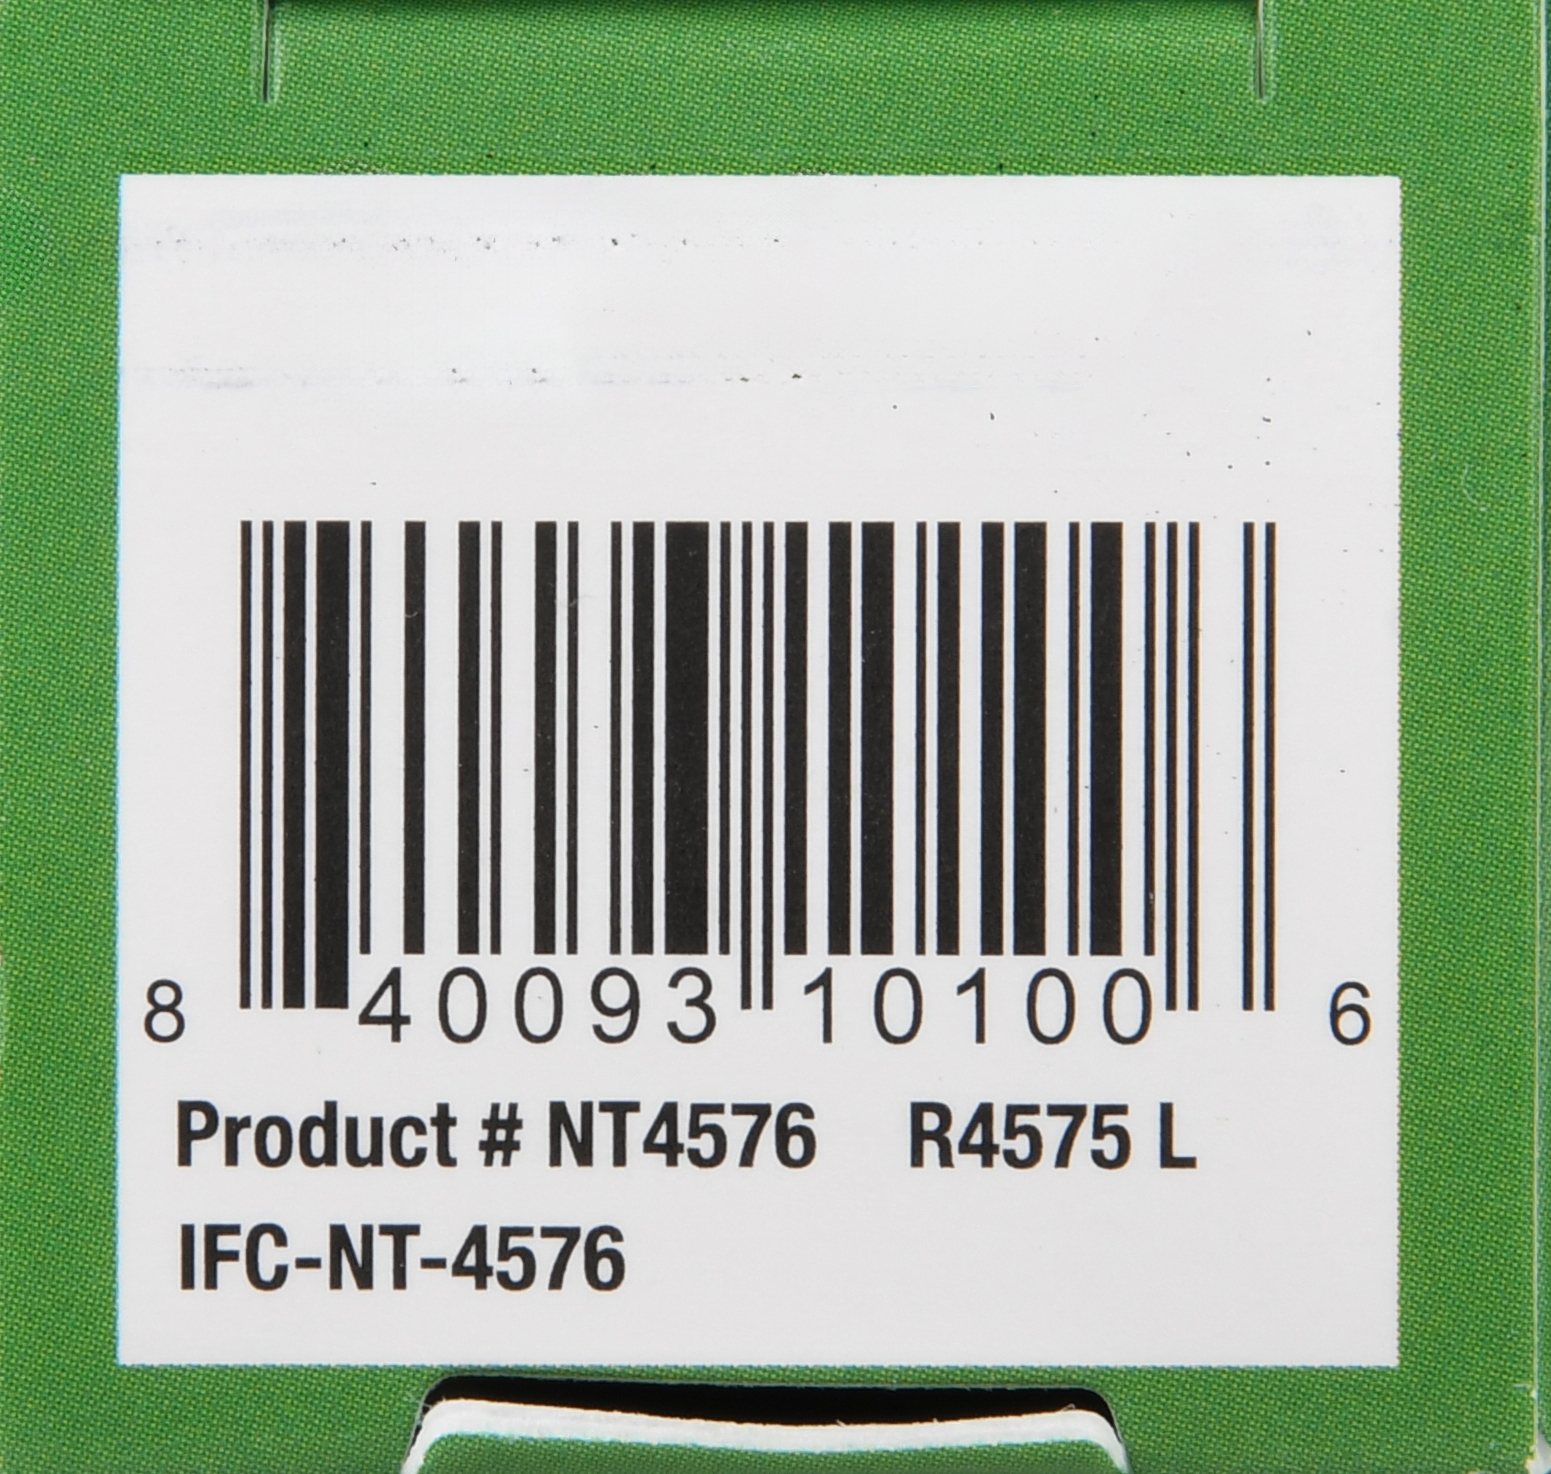 8 40093 10100 6
Product # NT4576 R4575 L
IFC-NT-4576